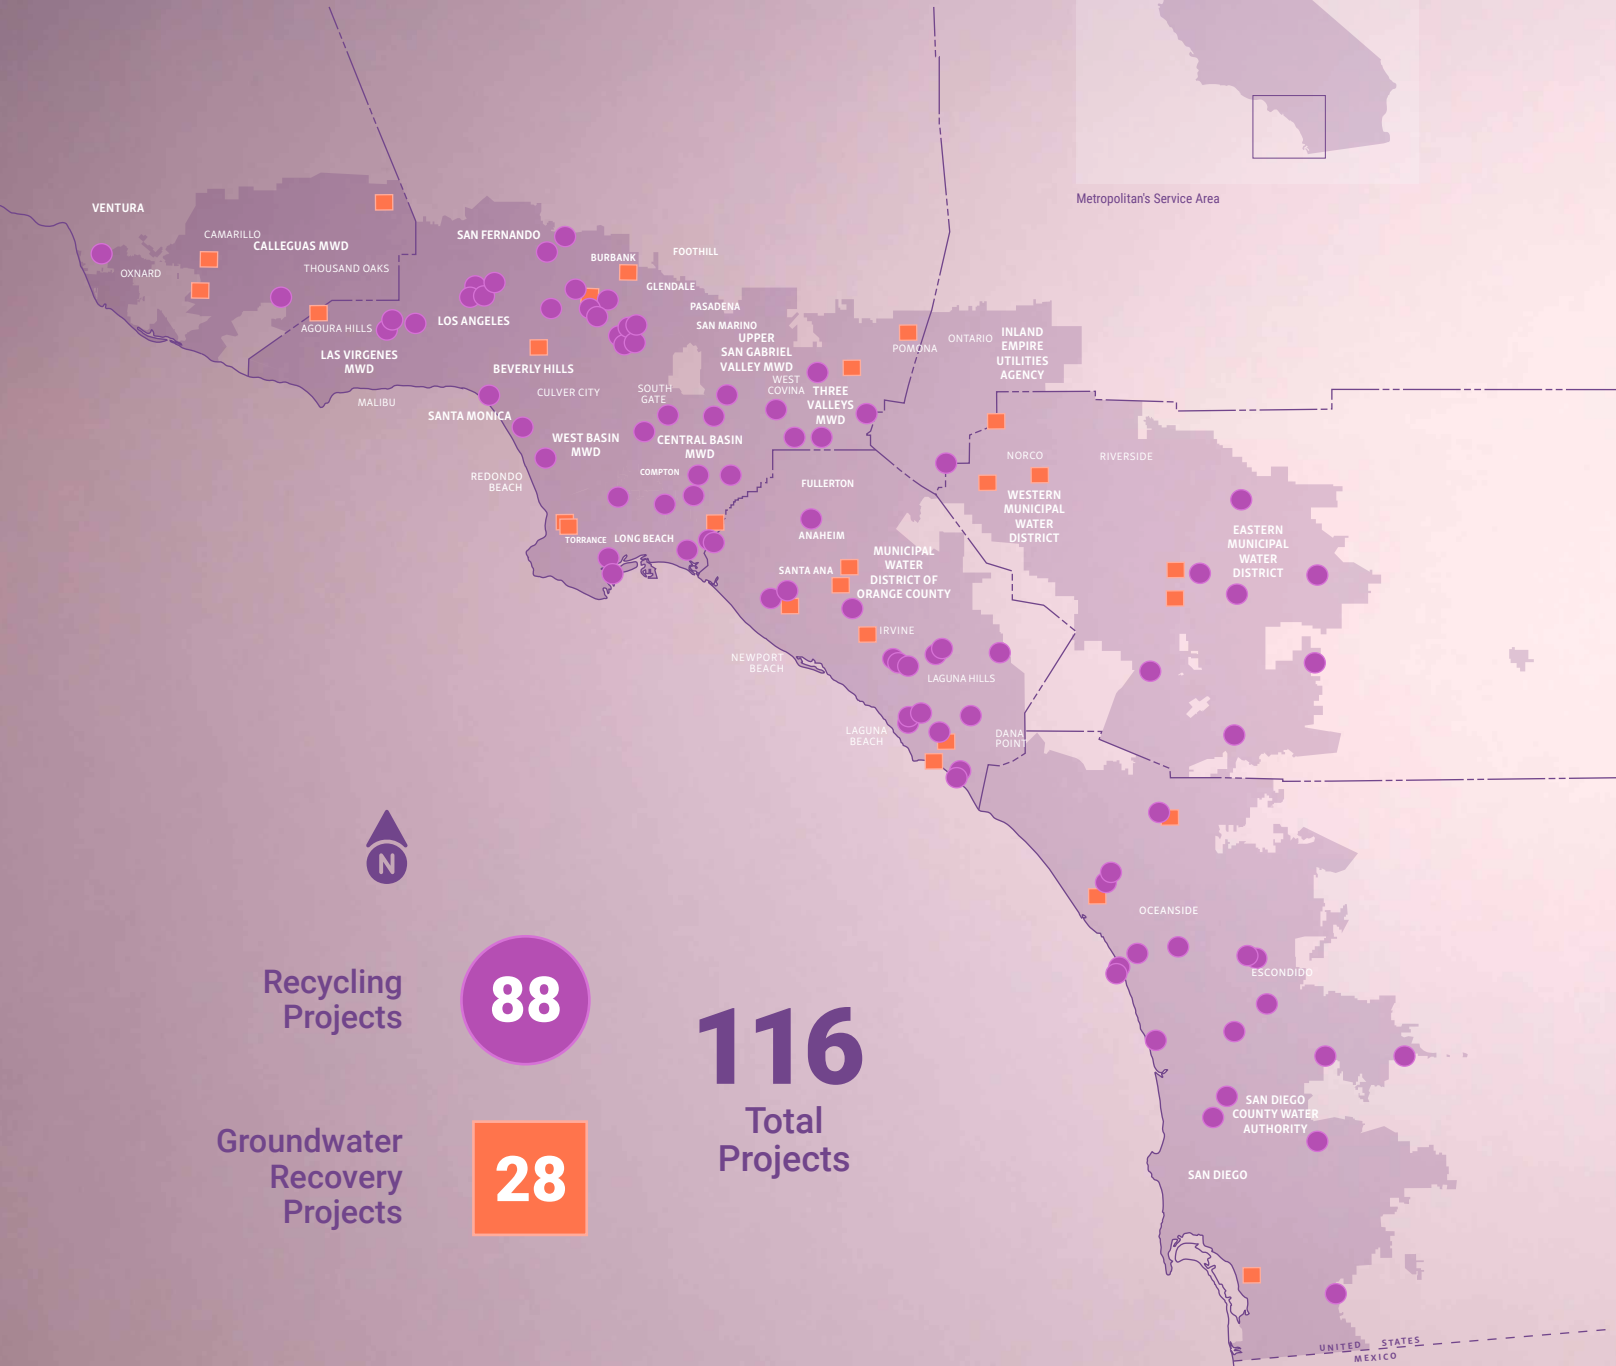 Metropolitan's Service Area
VENTURA
CAMARILLO
CALLEGUAS MWD
OXNARD
THOUSAND OAKS
SAN FERNANDO
BURBANK
FOOTHILL
GLENDALE
PASADENA
LOS ANGELES
AGOURA HILLS
LAS VIRGENES
MWD
SAN MARINO
UPPER
SAN GABRIEL
VALLEY MWD
BEVERLY HILLS
MALIBU
CULVER CITY
SOUTH
GATE
WEST
COVINA
THREE
VALLEYS
MWD
POMONA
ONTARIO
INLAND
EMPIRE
UTILITIES
AGENCY
SANTA MONICA
WEST BASIN
MWD
CENTRAL BASIN
MWD
REDONDO
BEACH
COMPTON
TORRANCE
LONG BEACH
FULLERTON
ANAHEIM
SANTA ANA
MUNICIPAL
WATER
DISTRICT OF
ORANGE COUNTY
NORCO
RIVERSIDE
WESTERN
MUNICIPAL
WATER
DISTRICT
EASTERN
MUNICIPAL
WATER
DISTRICT
IRVINE
NEWPORT
BEACH
LAGUNA HILLS
LAGUNA
BEACH
DANA
POINT
OCEANSIDE
ESCONDIDO
SAN DIEGO
COUNTY WATER
AUTHORITY
SAN DIEGO
UNITED STATES
MEXICO
N
Recycling
Projects
88
Groundwater
Recovery
Projects
28
116
Total
Projects